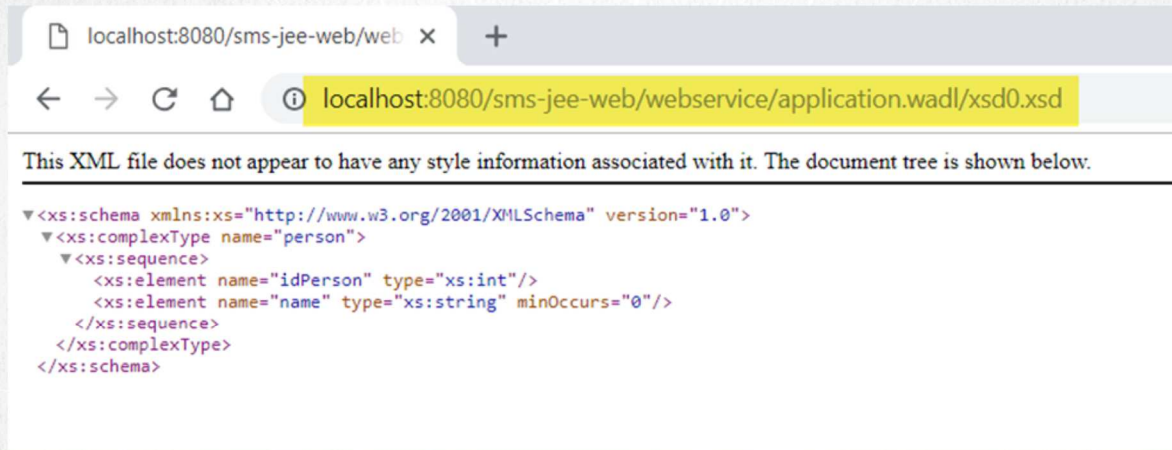 localhost:8080/sms-jee-web/web
localhost:8080/sms-jee-web/webservice/application.wadl/xsd0.xsd
This XML file does not appear to have any style information associated with it. The document tree is shown below.
▼<xs:schema xmlns:xs="http://www.w3.org/2001/XMLSchema" version="1.0">
▼<xs:complexType name="person">
▼<xs:sequence>
<xs:element name="idPerson" type="xs:int"/>
<xs:element name="name" type="xs:string" minOccurs="0"/>
</xs:sequence>
</xs:complexType>
</xs:schema>